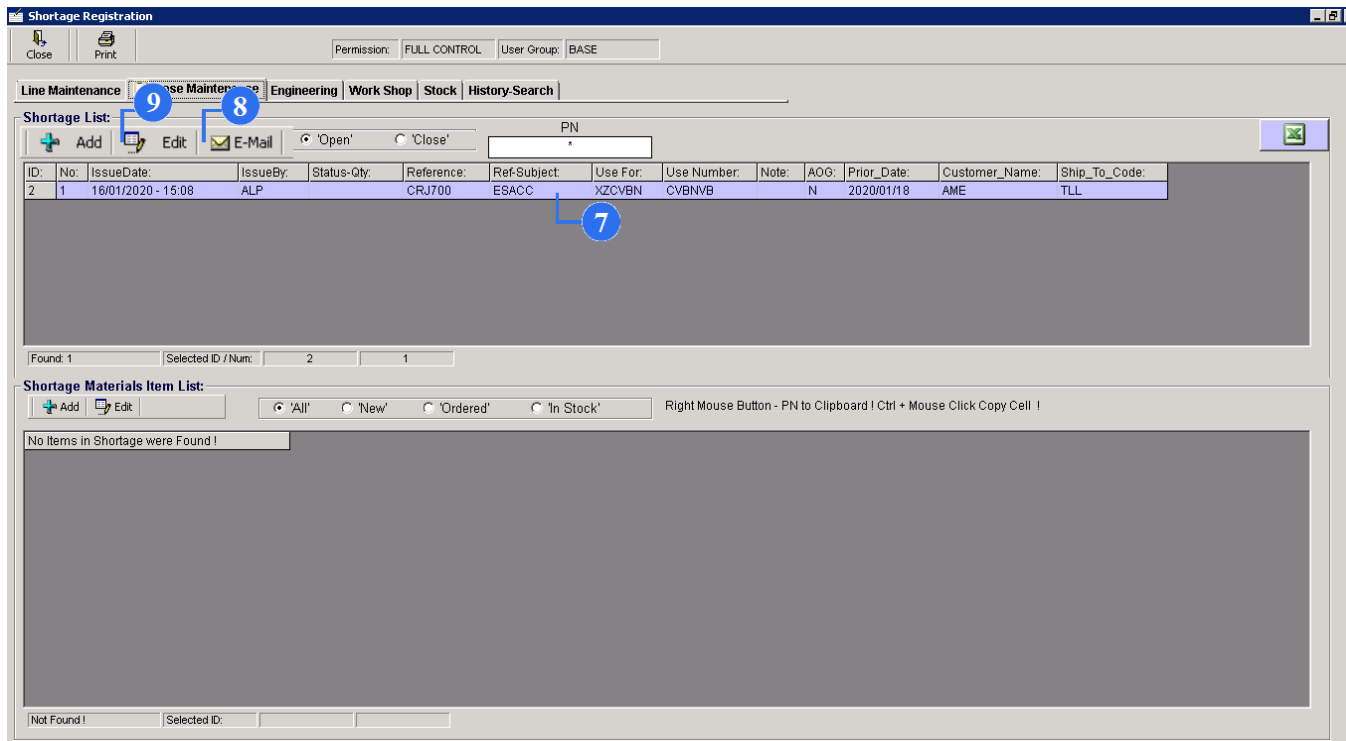 Shortage Registration
Close Print Permission: FULL CONTROL User Group: BASE
Line Maintenance Engineering Work Shop Stock History-Search
9 8
Shortage List:
Add Edit E-Mail 'Open' 'Close' PN
*
ID: No: IssueDate: IssueBy: Status-Qty: Reference: Ref-Subject: Use For: Use Number: Note: AOG: Prior_Date: Customer_Name: Ship_To_Code:
2 1 16/01/2020 - 15:08 ALP CRJ700 ESACC XZCVBN CVBNVB N 2020/01/18 AME TLL
7
Found: 1 Selected ID / Num: 2 1
Shortage Materials Item List:
Add Edit 'All' 'New' 'Ordered' 'In Stock' Right Mouse Button - PN to Clipboard ! Ctrl + Mouse Click Copy Cell !
No Items in Shortage were Found !
Not Found ! Selected ID: